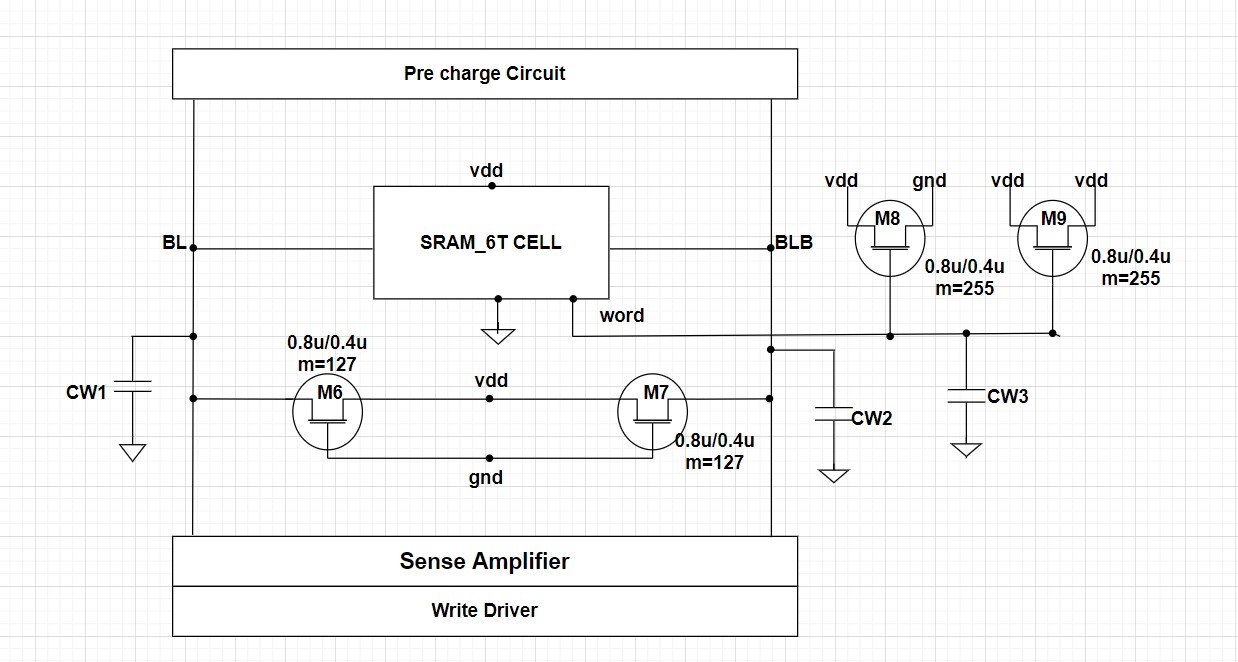 Pre charge Circuit
vdd
SRAM_6T CELL
BL
BLB
word
vdd
gnd
vdd
vdd
M8
M9
0.8u/0.4u
m=255
0.8u/0.4u
m=255
0.8u/0.4u
m=127
M6
vdd
M7
0.8u/0.4u
m=127
gnd
CW1
CW2
CW3
Sense Amplifier
Write Driver